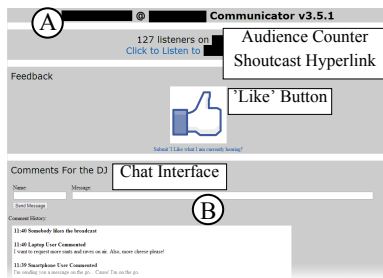 A
@ Communicator v3.5.1
127 listeners on
Click to Listen to
Audience Counter
Shoutcast Hyperlink
Feedback
'Like' Button
Submit 'I Like what I am currently hearing'!
Comments For the DJ
Chat Interface
Name: Message:
Send Message
B
Comment History:
11:40 Somebody likes the broadcast
11:40 Laptop User Commented
I want to request more rants and raves on air. Also, more cheese please!
11:39 Smartphone User Commented
I'm sending you a message on the go. Cause' I'm on the go.